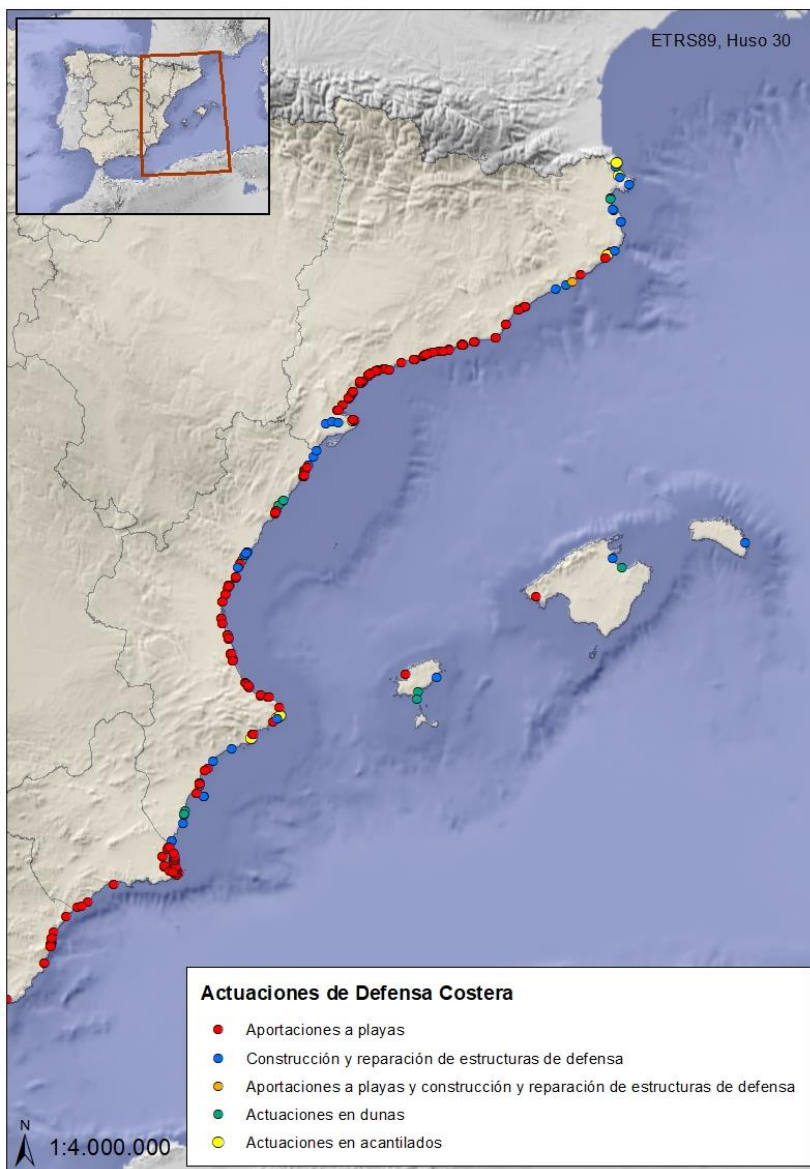 ETRS89, Huso 30
Actuaciones de Defensa Costera
Aportaciones a playas
Construcción y reparación de estructuras de defensa
Aportaciones a playas y construcción y reparación de estructuras de defensa
Actuaciones en dunas
Actuaciones en acantilados
N
1:4.000.000